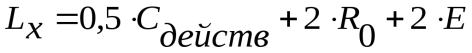 L_x = 0,5 · C_действ + 2 · R_0 + 2 · E